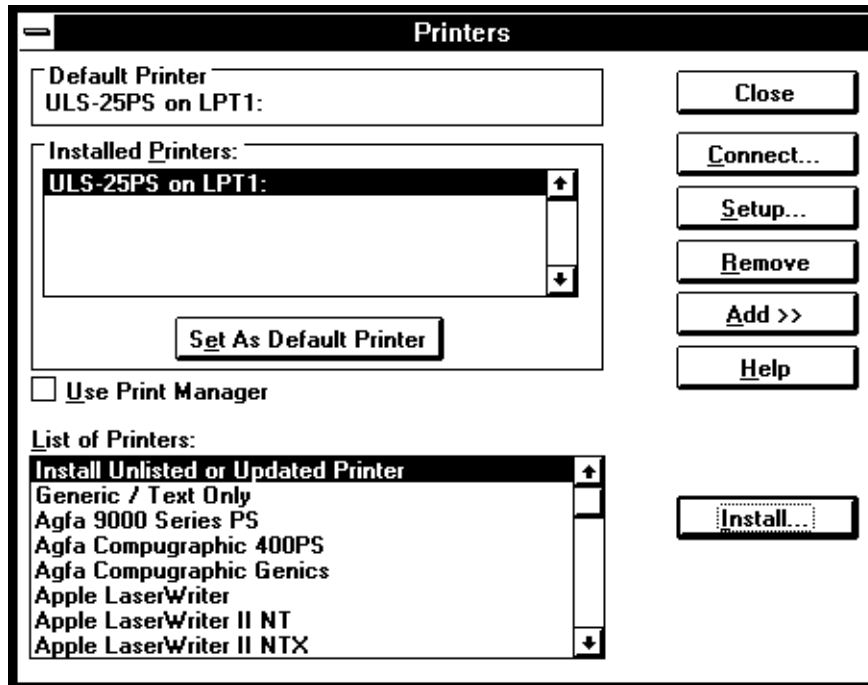 Printers
Default Printer
ULS-25PS on LPT1:
Close
Installed Printers:
ULS-25PS on LPT1:
Connect...
Setup...
Remove
Add >>
Set As Default Printer
Help
Use Print Manager
List of Printers:
Install Unlisted or Updated Printer
Generic / Text Only
Agfa 9000 Series PS
Agfa Compugraphic 400PS
Agfa Compugraphic Genics
Apple LaserWriter
Apple LaserWriter II NT
Apple LaserWriter II NTX
Install...